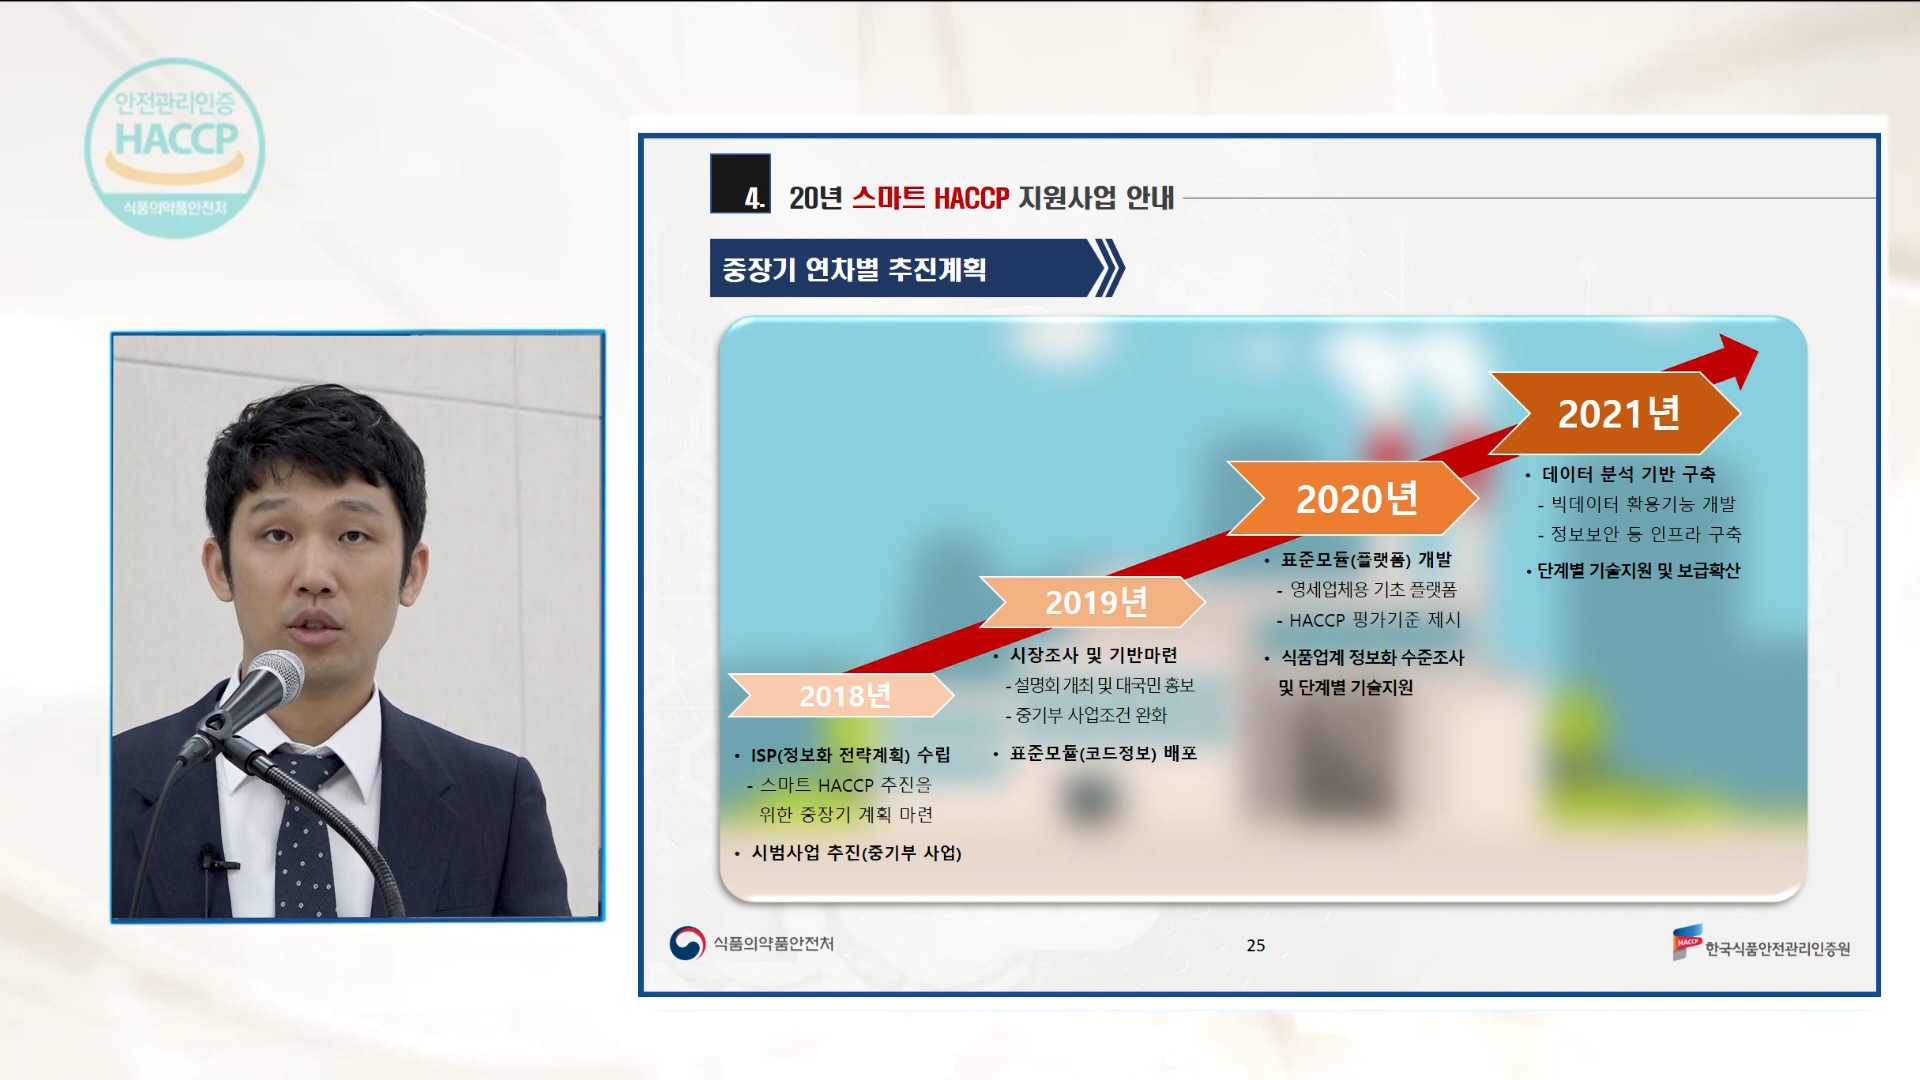 안전관리인증
HACCP
식품의약품안전처
4.
20년 스마트 HACCP 지원사업 안내
중장기 연차별 추진계획
2018년
• ISP(정보화 전략계획) 수립
- 스마트 HACCP 추진을
위한 중장기 계획 마련
• 시범사업 추진(중기부 사업)
2019년
• 시장조사 및 기반마련
- 설명회 개최 및 대국민 홍보
- 중기부 사업조건 완화
• 표준모듈(코드정보) 배포
2020년
• 표준모듈(플랫폼) 개발
- 영세업체용 기초 플랫폼
- HACCP 평가기준 제시
• 식품업계 정보화 수준조사
및 단계별 기술지원
2021년
• 데이터 분석 기반 구축
- 빅데이터 활용기능 개발
- 정보보안 등 인프라 구축
• 단계별 기술지원 및 보급확산
식품의약품안전처
25
HACCP
한국식품안전관리인증원